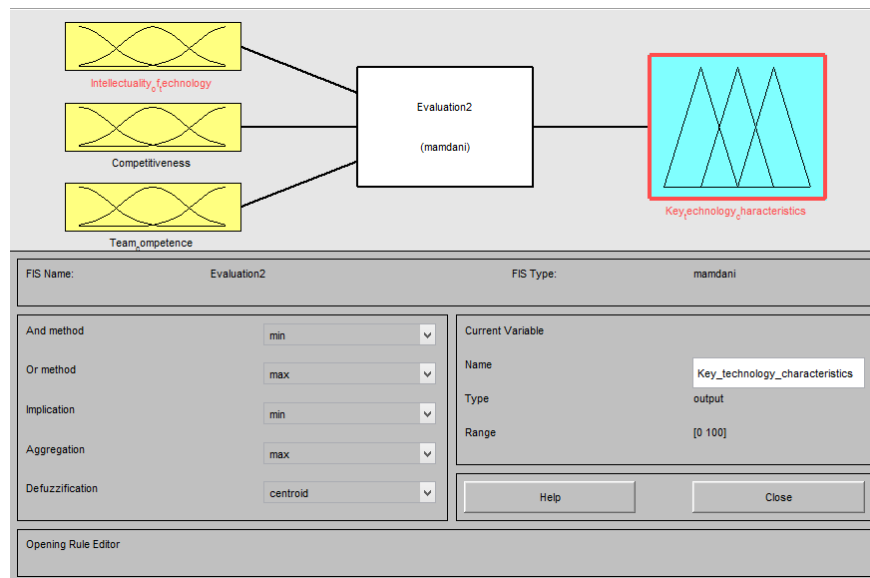 Intellectuality_of_technology
Competitiveness
Team_competence
Evaluation2
(mamdani)
Key_technology_characteristics
FIS Name:
Evaluation2
FIS Type:
mamdani
And method
min
Or method
max
Implication
min
Aggregation
max
Defuzzification
centroid
Current Variable
Name
Key_technology_characteristics
Type
output
Range
[0 100]
Help
Close
Opening Rule Editor